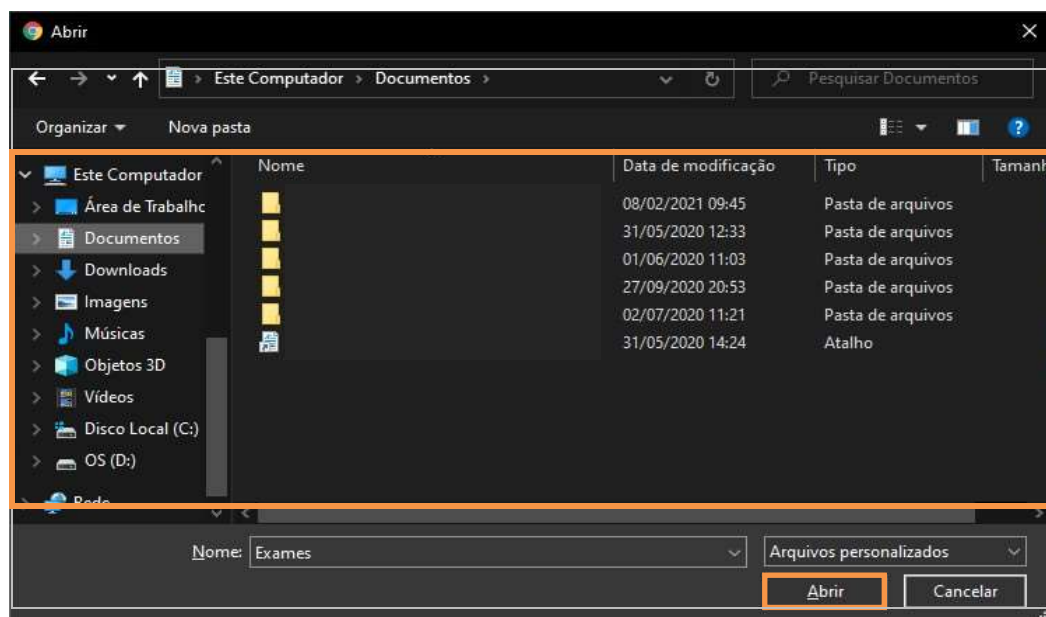 Abrir
Este Computador > Documentos >
Pesquisar Documentos
Organizar
Nova pasta
?
Este Computador
Área de Trabalhc
Documentos
Downloads
Imagens
Músicas
Objetos 3D
Vídeos
Disco Local (C:)
OS (D:)
Rede
Nome Data de modificação Tipo Tamanh
08/02/2021 09:45 Pasta de arquivos
31/05/2020 12:33 Pasta de arquivos
01/06/2020 11:03 Pasta de arquivos
27/09/2020 20:53 Pasta de arquivos
02/07/2020 11:21 Pasta de arquivos
31/05/2020 14:24 Atalho
Nome: Exames
Arquivos personalizados
Abrir
Cancelar